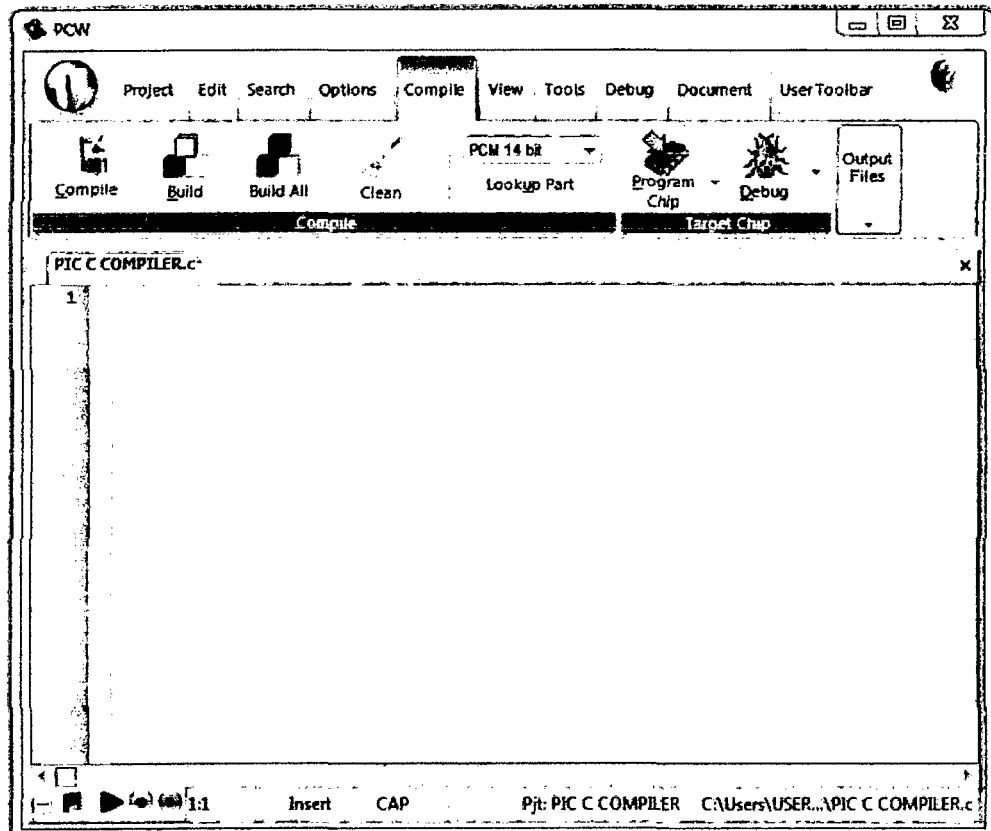 PCW
Project Edit Search Options Compile View Tools Debug Document User Toolbar
Compile Build Build All Clean PCM 14 bit Lookup Part Program Chip Debug Output Files
Compile Target Chip
PIC C COMPILER.c
1
1:1 Insert CAP Pjt: PIC C COMPILER C:\Users\USER...\PIC C COMPILER.c